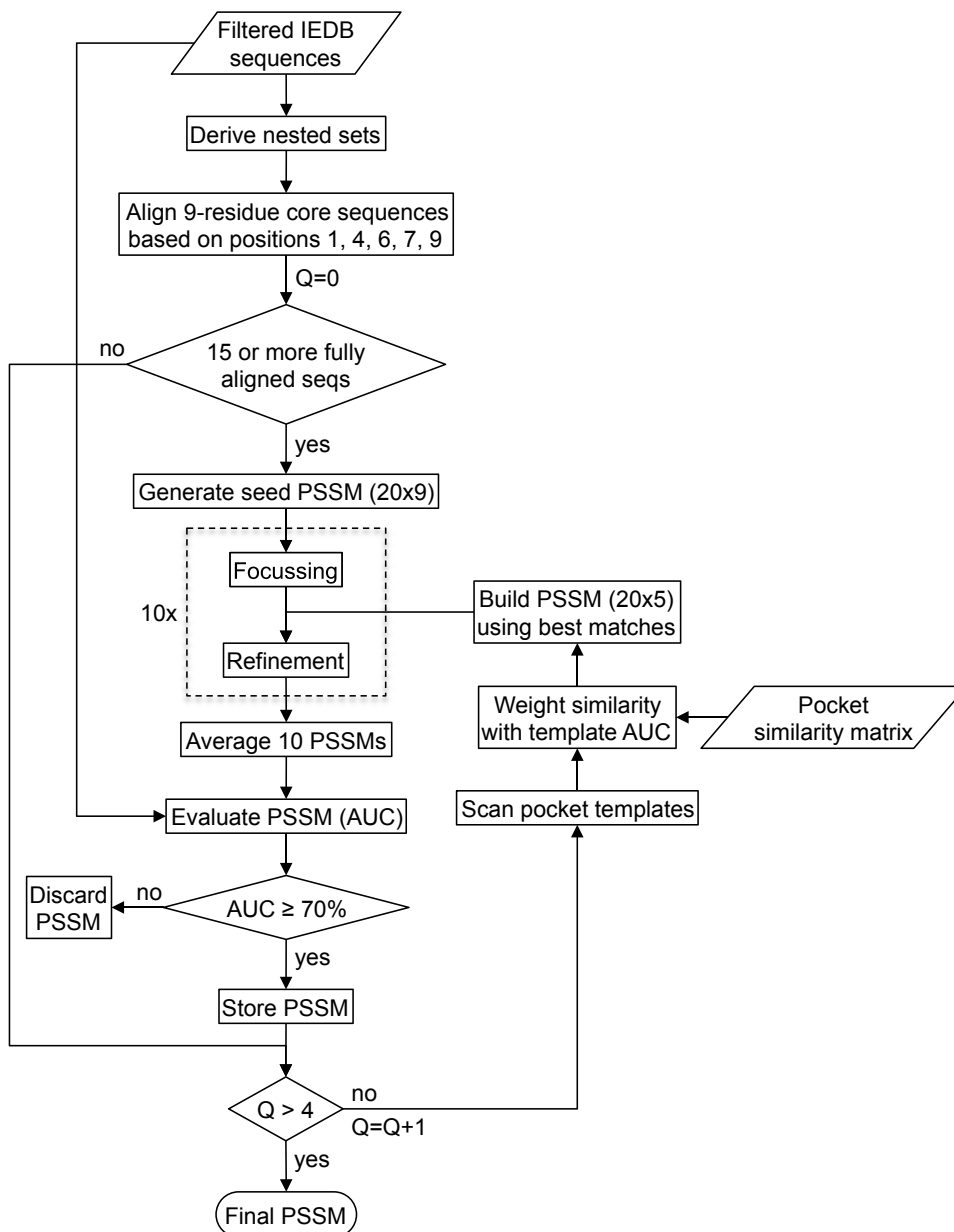 Filtered IEDB
sequences
Derive nested sets
Align 9-residue core sequences
based on positions 1, 4, 6, 7, 9
Q=0
no
15 or more fully
aligned seqs
yes
Generate seed PSSM (20x9)
Focussing
10x
Refinement
Build PSSM (20x5)
using best matches
Weight similarity
with template AUC
Pocket
similarity matrix
Average 10 PSSMs
Scan pocket templates
Evaluate PSSM (AUC)
Discard
PSSM
no
AUC ≥ 70%
yes
Store PSSM
Q > 4
no
Q=Q+1
yes
Final PSSM